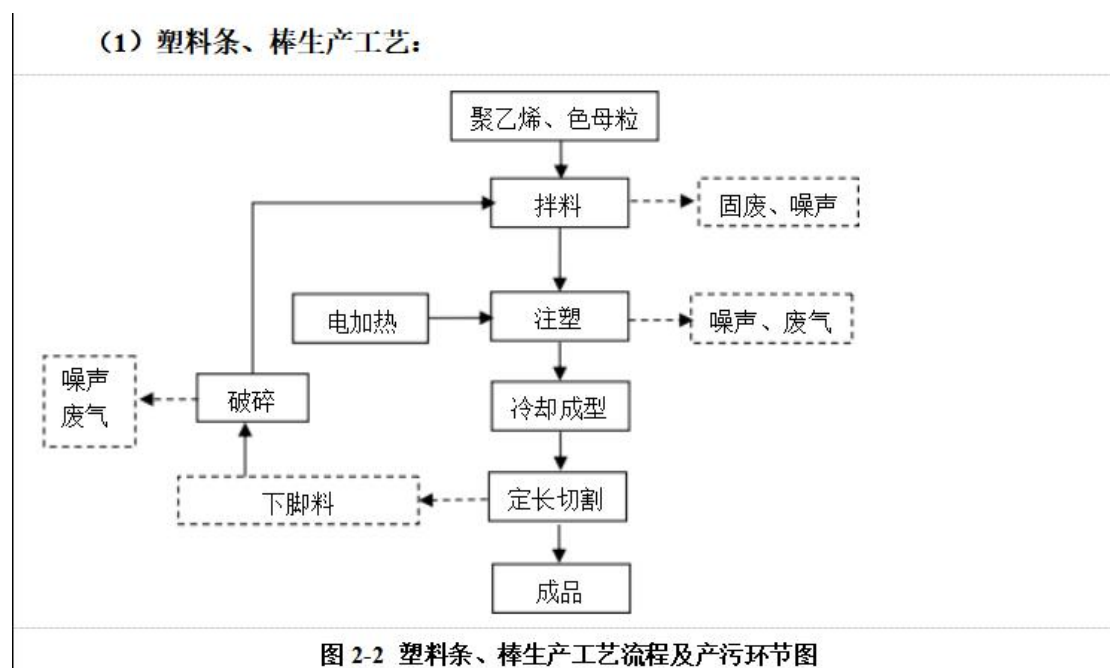 （1）塑料条、棒生产工艺：
聚乙烯、色母粒
拌料
固废、噪声
电加热
注塑
噪声、废气
噪声
废气
破碎
冷却成型
下脚料
定长切割
成品
图 2-2 塑料条、棒生产工艺流程及产污环节图